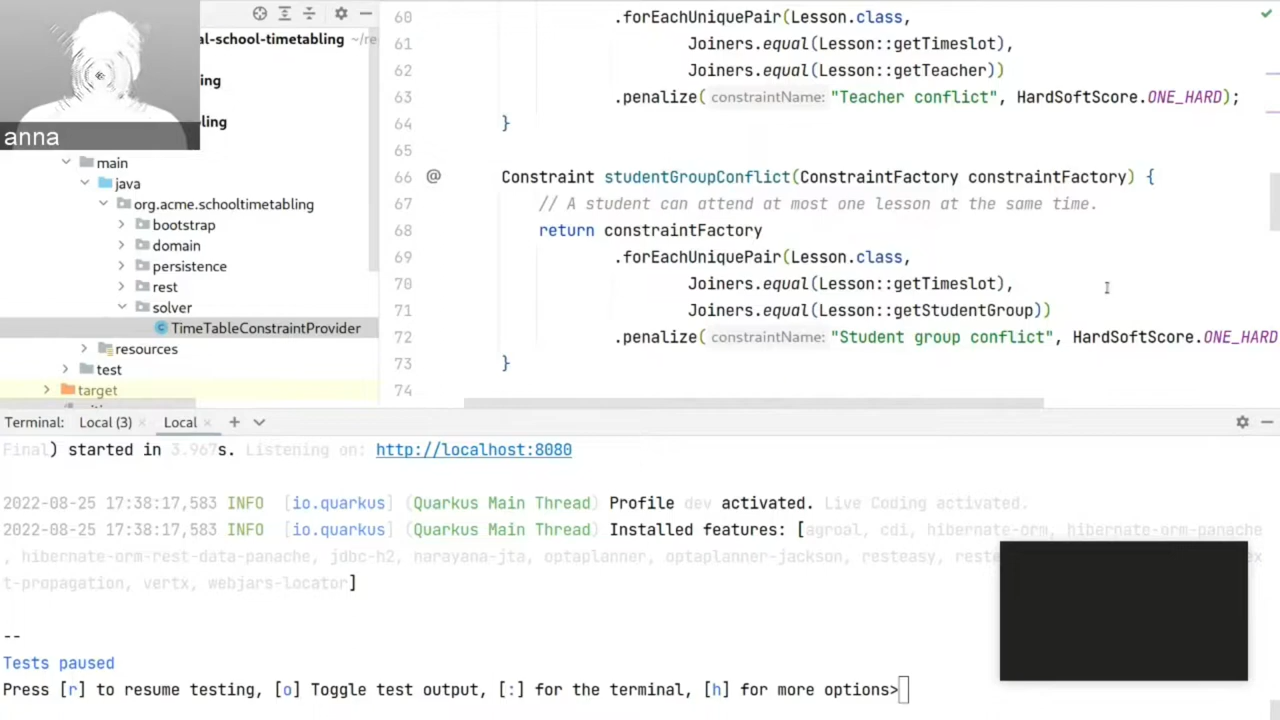 al-school-timetabling ~/re
ng
ling
main
java
org.acme.schooltimetabling
bootstrap
domain
persistence
rest
solver
TimeTableConstraintProvider
resources
test
target
anna
60 .forEachUniquePair(Lesson.class,
61 Joiners.equal(Lesson::getTimeslot),
62 Joiners.equal(Lesson::getTeacher))
63 .penalize( constraintName: "Teacher conflict", HardSoftScore.ONE_HARD);
64 }
65
66 @ Constraint studentGroupConflict(ConstraintFactory constraintFactory) {
67 // A student can attend at most one lesson at the same time.
68 return constraintFactory
69 .forEachUniquePair(Lesson.class,
70 Joiners.equal(Lesson::getTimeslot),
71 Joiners.equal(Lesson::getStudentGroup))
72 .penalize( constraintName: "Student group conflict", HardSoftScore.ONE_HARD
73 }
74
Terminal: Local (3) × Local × +
Final) started in 3.967s. Listening on: http://localhost:8080
2022-08-25 17:38:17,583 INFO [io.quarkus] (Quarkus Main Thread) Profile dev activated. Live Coding activated.
2022-08-25 17:38:17,583 INFO [io.quarkus] (Quarkus Main Thread) Installed features: [agroal, cdi, hibernate-orm, hibernate-orm-panache
, hibernate-orm-rest-data-panache, jdbc-h2, narayana-jta, optaplanner, optaplanner-jackson, resteasy,
t-propagation, vertx, webjars-locator]
--
Tests paused
Press [r] to resume testing, [o] Toggle test output, [:] for the terminal, [h] for more options>